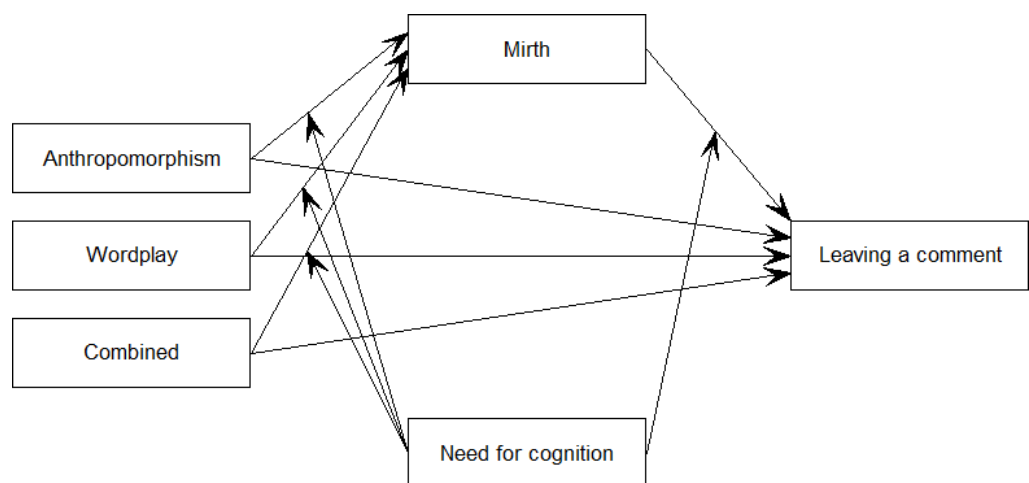 Mirth
Anthropomorphism
Wordplay
Leaving a comment
Combined
Need for cognition